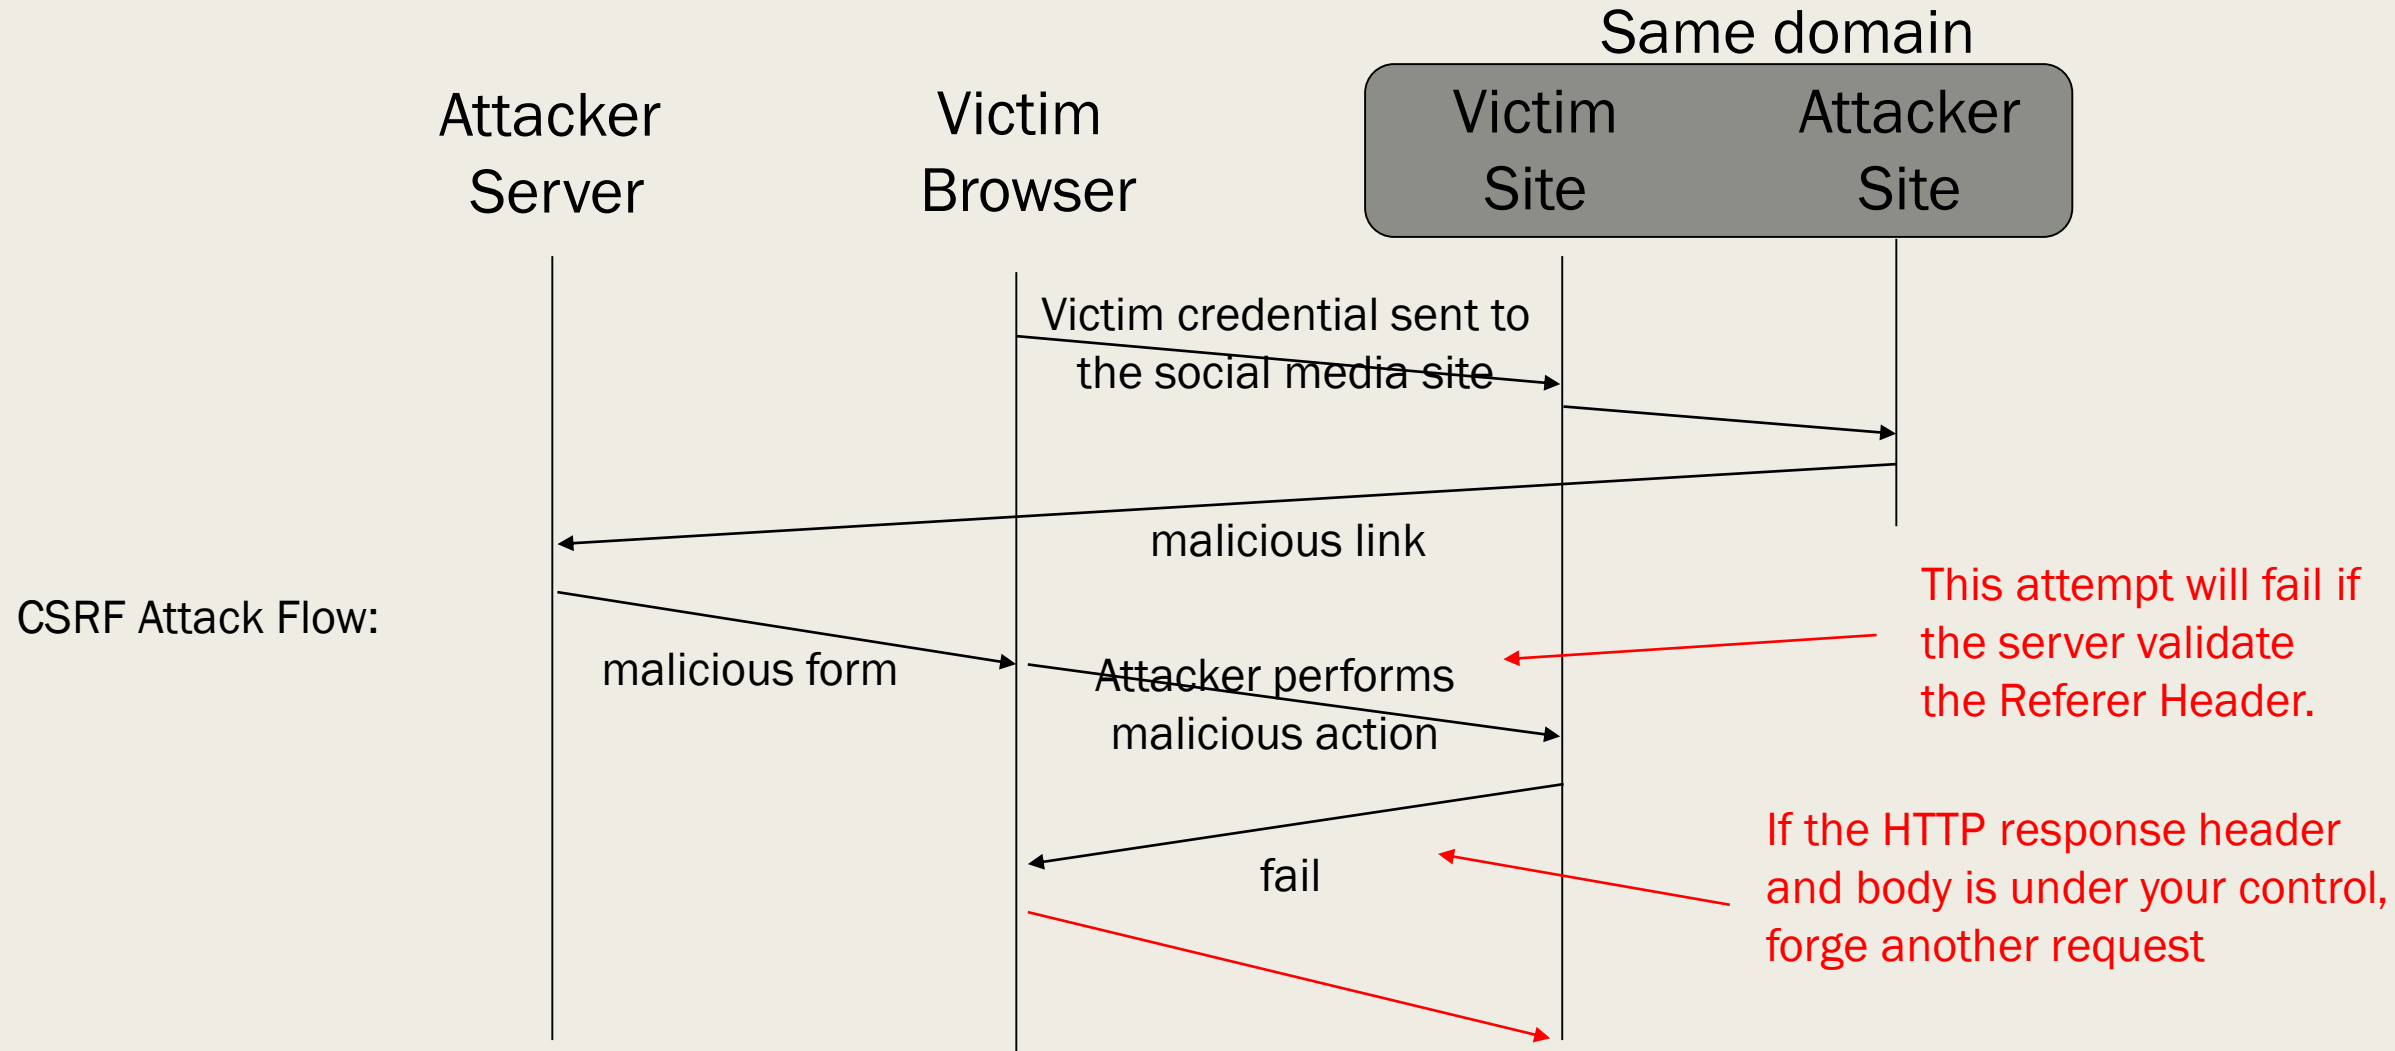 Same domain
Attacker
Server
Victim
Browser
Victim
Site
Attacker
Site
Victim credential sent to
the social media site
malicious link
CSRF Attack Flow:
malicious form
Attacker performs
malicious action
This attempt will fail if
the server validate
the Referer Header.
fail
If the HTTP response header
and body is under your control,
forge another request